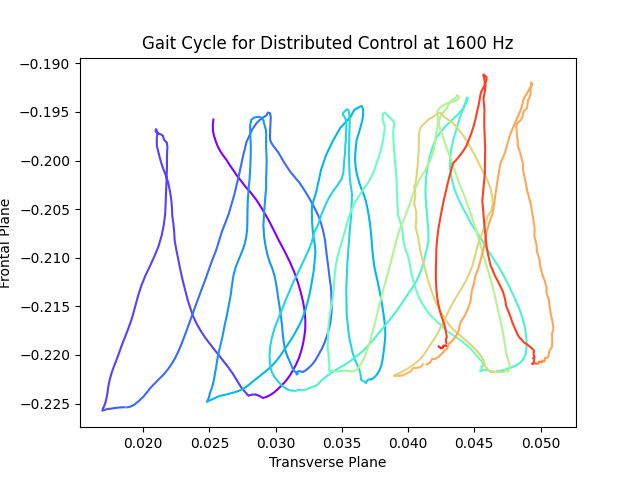 Gait Cycle for Distributed Control at 1600 Hz
−0.190
−0.195
−0.200
−0.205
−0.210
−0.215
−0.220
−0.225
Frontal Plane
0.020 0.025 0.030 0.035 0.040 0.045 0.050
Transverse Plane